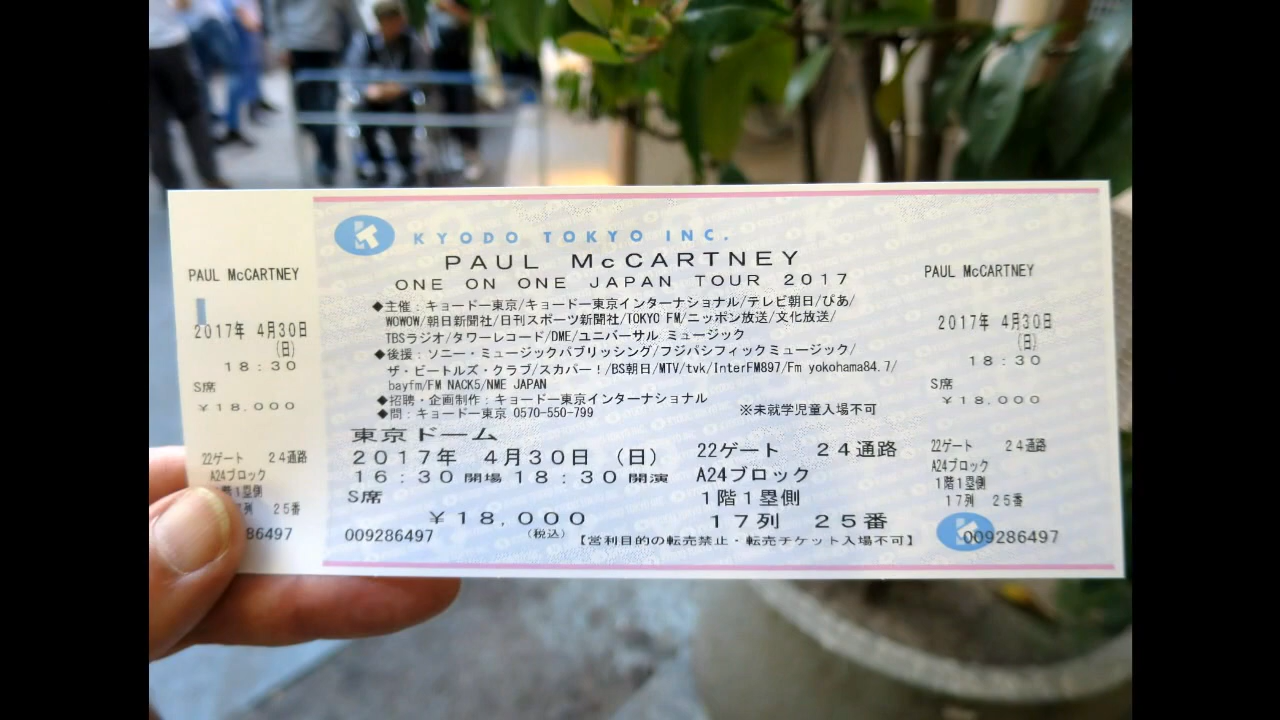 PAUL McCARTNEY
2017年 4月30日
(日)
18:30
S席
￥18,000
22ゲート 24通路
A24ブロック
階1塁側
列 25番
86497
KT KYODO TOKYO INC.
PAUL McCARTNEY
ONE ON ONE JAPAN TOUR 2017
◆主催：キョードー東京/キョードー東京インターナショナル/テレビ朝日/ぴあ/
WOWOW/朝日新聞社/日刊スポーツ新聞社/TOKYO FM/ニッポン放送/文化放送/
TBSラジオ/タワーレコード/DME/ユニバーサル ミュージック
◆後援：ソニー・ミュージックパブリッシング/フジパシフィックミュージック/
ザ・ビートルズ・クラブ/スカパー！/BS朝日/MTV/tvk/InterFM897/Fm yokohama84.7/
bayfm/FM NACK5/NME JAPAN
◆招聘・企画制作：キョードー東京インターナショナル
◆問：キョードー東京 0570-550-799 ※未就学児童入場不可
東京ドーム
2017年 4月30日 (日)
16:30開場 18:30開演
S席
￥18,000
(税込)
009286497
22ゲート 24通路
A24ブロック
1階1塁側
17列 25番
【営利目的の転売禁止・転売チケット入場不可】
PAUL McCARTNEY
2017年 4月30日
(日)
18:30
S席
￥18,000
22ゲート 24通路
A24ブロック
1階1塁側
17列 25番
009286497